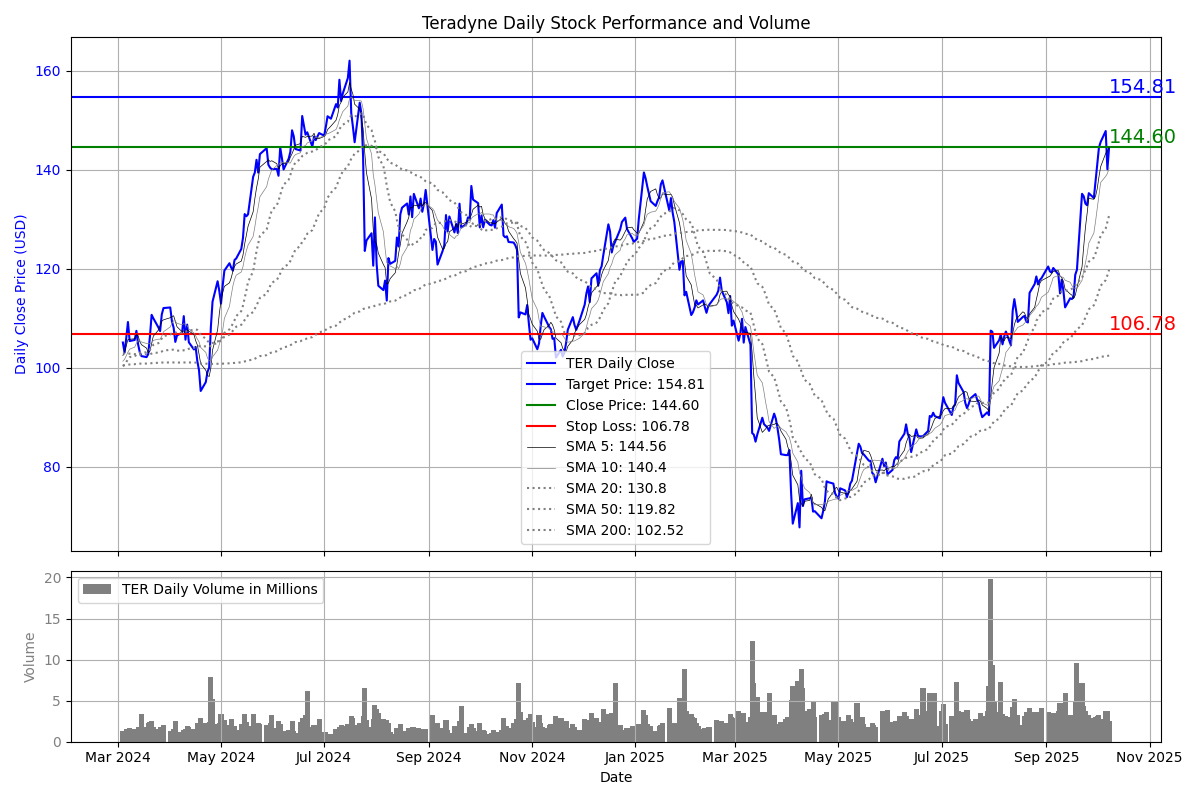 Teradyne Daily Stock Performance and Volume
Daily Close Price (USD)
160
140
120
100
80
154.81
144.60
106.78
TER Daily Close
Target Price: 154.81
Close Price: 144.60
Stop Loss: 106.78
SMA 5: 144.56
SMA 10: 140.4
SMA 20: 130.8
SMA 50: 119.82
SMA 200: 102.52
Volume
20
15
10
5
0
TER Daily Volume in Millions
Mar 2024 May 2024 Jul 2024 Sep 2024 Nov 2024 Jan 2025 Mar 2025 May 2025 Jul 2025 Sep 2025 Nov 2025
Date